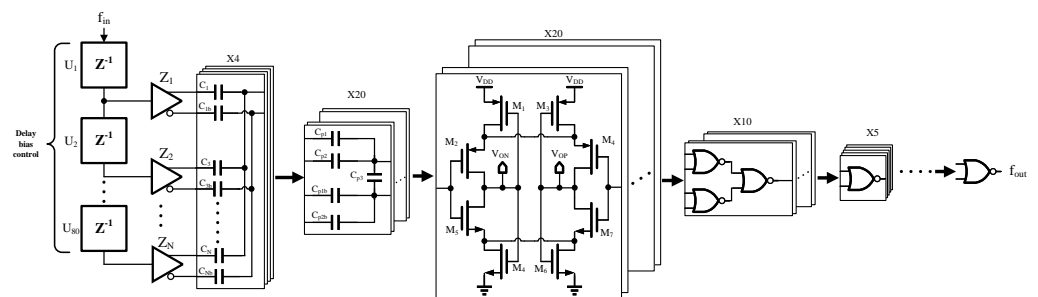 f_in
Delay bias control
U_1
Z^-1
U_2
Z^-1
U_80
Z^-1
Z_1
Z_2
Z_N
X4
C_1
C_1b
C_3
C_3b
C_N
C_Nb
X20
C_p1
C_p2
C_p3
C_p1b
C_p2b
X20
V_DD
V_DD
M_1
M_3
M_2
M_4
V_ON
V_OP
M_5
M_7
M_4
M_6
X10
X5
f_out